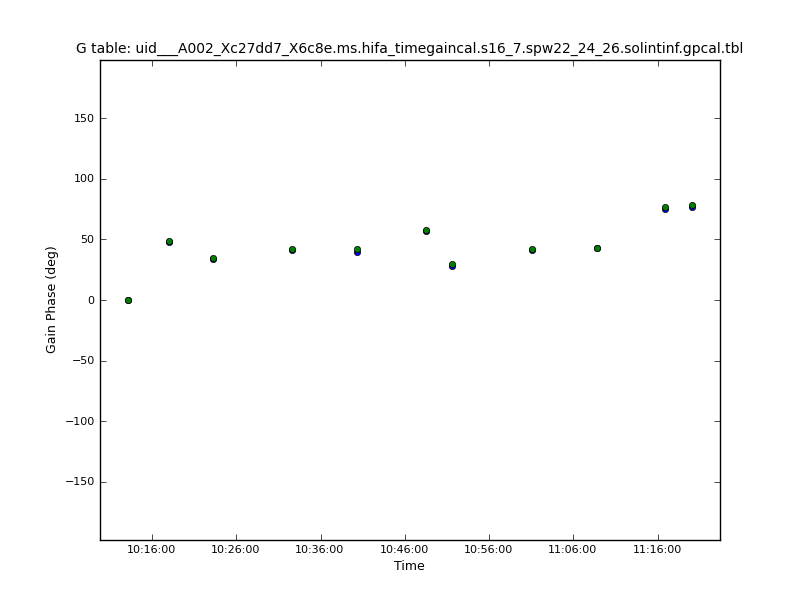 G table: uid___A002_Xc27dd7_X6c8e.ms.hifa_timegaincal.s16_7.spw22_24_26.solintinf.gpcal.tbl
150
100
50
0
−50
−100
−150
Gain Phase (deg)
10:16:00 10:26:00 10:36:00 10:46:00 10:56:00 11:06:00 11:16:00
Time